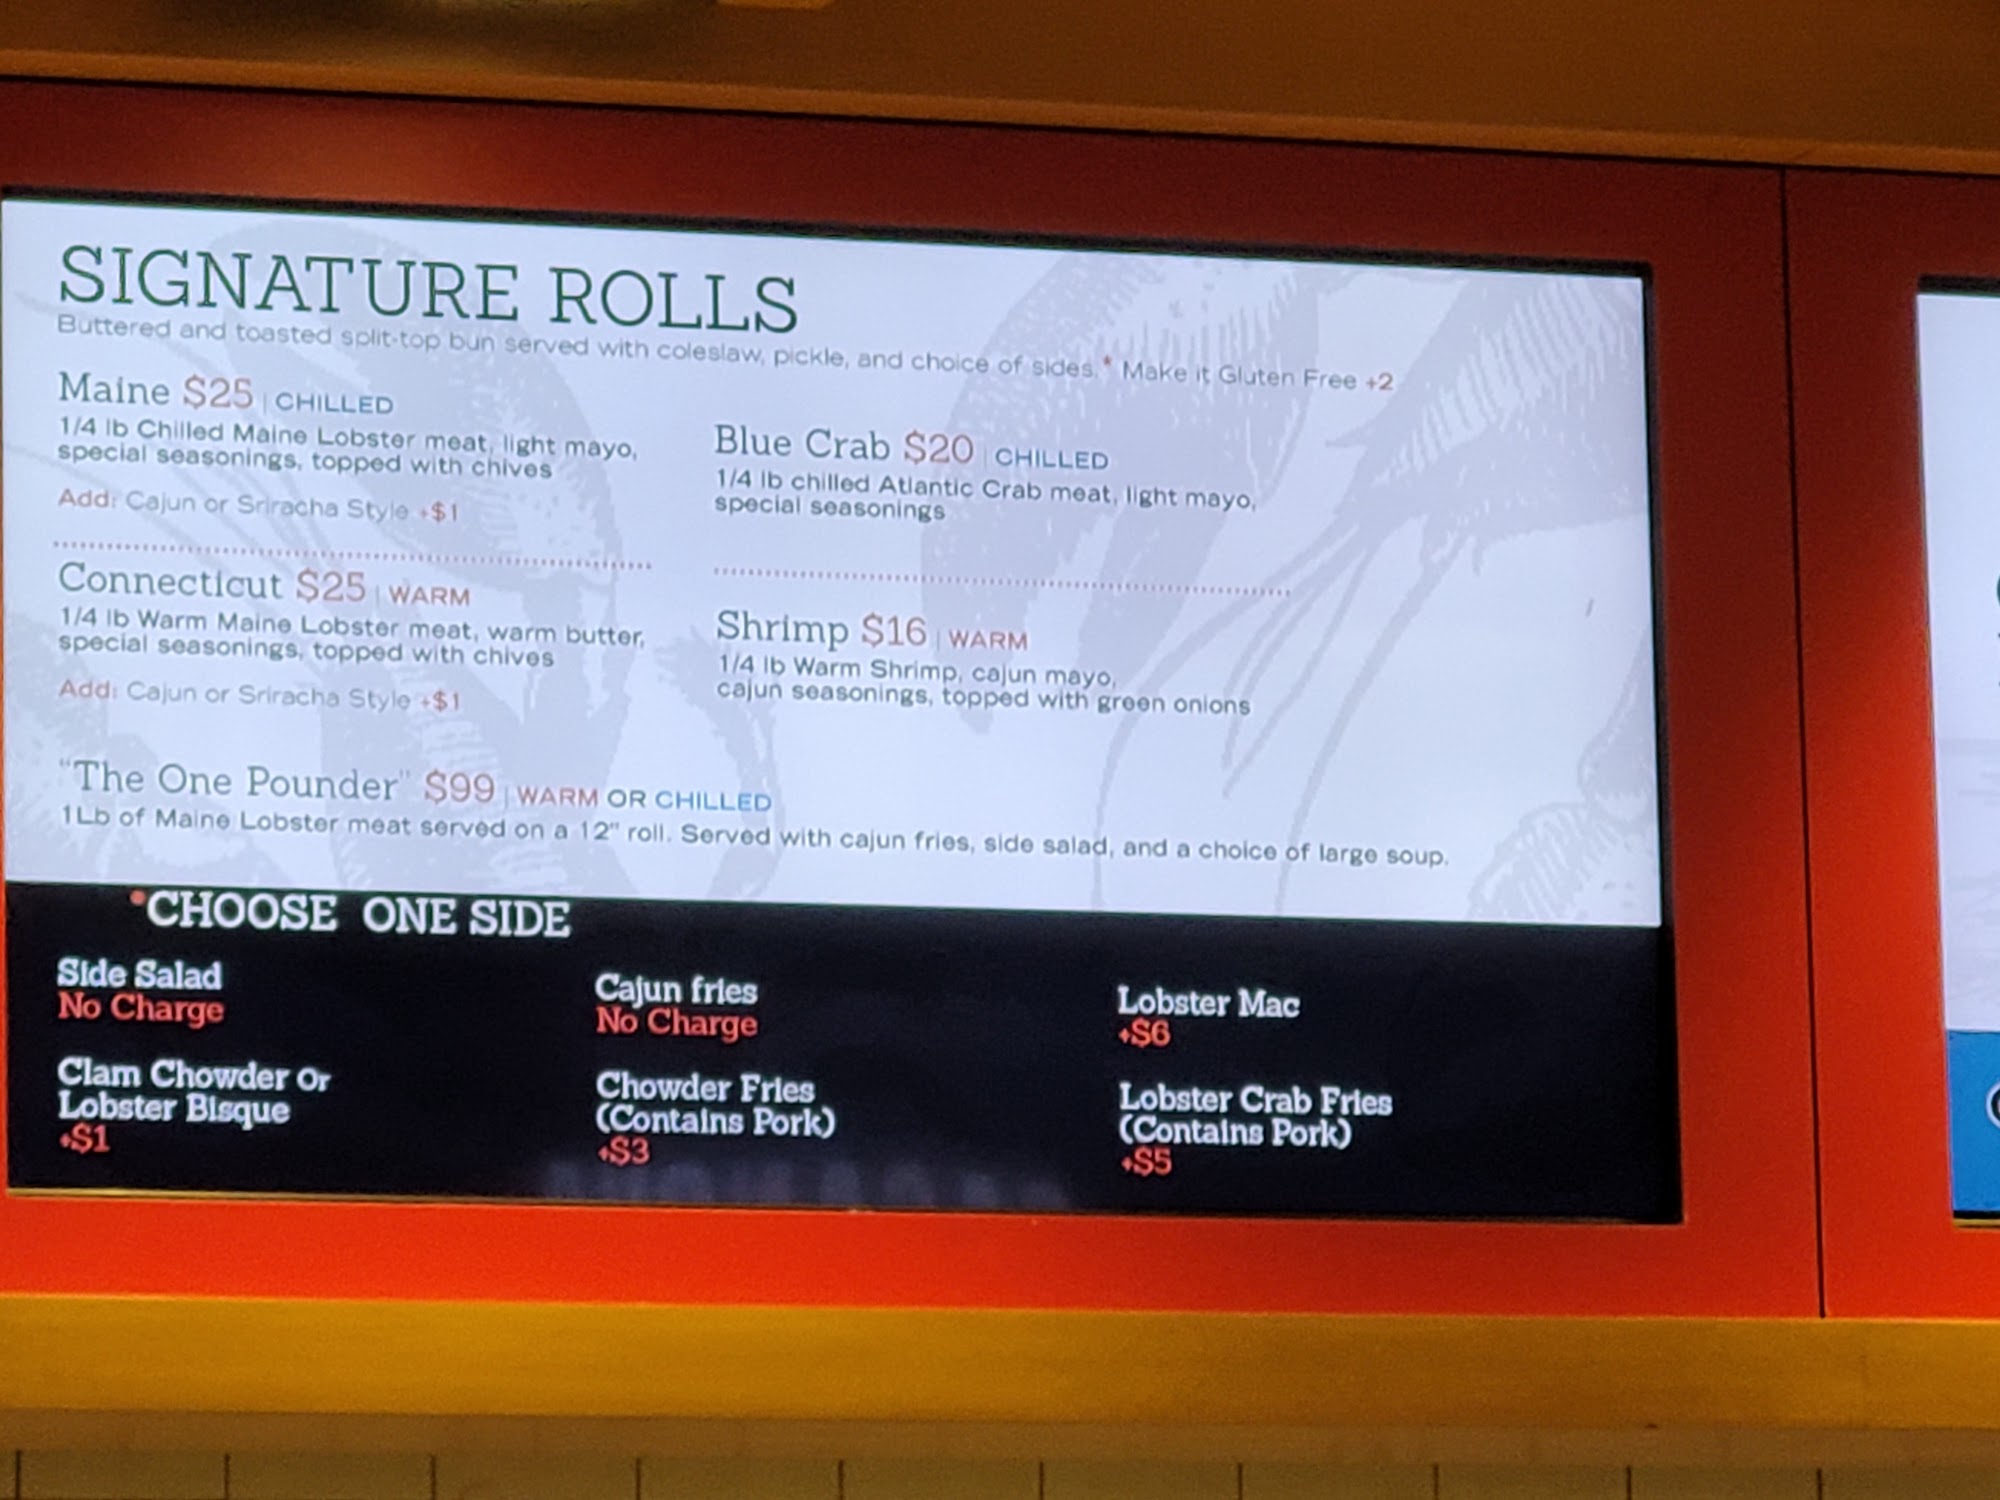 SIGNATURE ROLLS
Buttered and toasted split-top bun served with coleslaw, pickle, and choice of sides.* Make it Gluten Free +2
Maine $25 | CHILLED
1/4 lb Chilled Maine Lobster meat, light mayo,
special seasonings, topped with chives
Add: Cajun or Sriracha Style +$1
Connecticut $25 | WARM
1/4 lb Warm Maine Lobster meat, warm butter,
special seasonings, topped with chives
Add: Cajun or Sriracha Style +$1
Blue Crab $20 | CHILLED
1/4 lb chilled Atlantic Crab meat, light mayo,
special seasonings
Shrimp $16 | WARM
1/4 lb Warm Shrimp, cajun mayo,
cajun seasonings, topped with green onions
"The One Pounder" $99 | WARM OR CHILLED
1Lb of Maine Lobster meat served on a 12" roll. Served with cajun fries, side salad, and a choice of large soup.
*CHOOSE ONE SIDE
Side Salad
No Charge
Cajun fries
No Charge
Lobster Mac
+$6
Clam Chowder Or
Lobster Bisque
+$1
Chowder Fries
(Contains Pork)
+$3
Lobster Crab Fries
(Contains Pork)
+$5